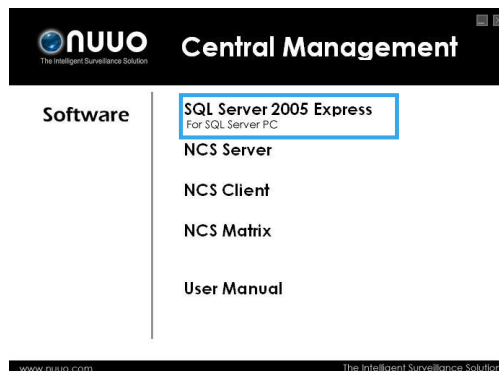 nuuo
The Intelligent Surveillance Solution
Central Management
Software
SQL Server 2005 Express
For SQL Server PC
NCS Server
NCS Client
NCS Matrix
User Manual
www.nuuo.com
The Intelligent Surveillance Solution